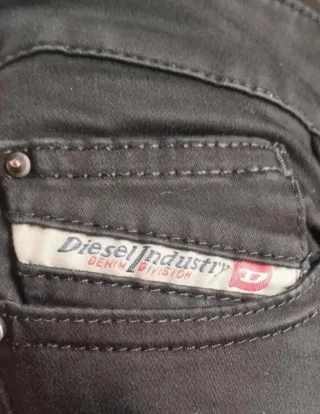 Diesel Industry
DENIM DIVISION
D